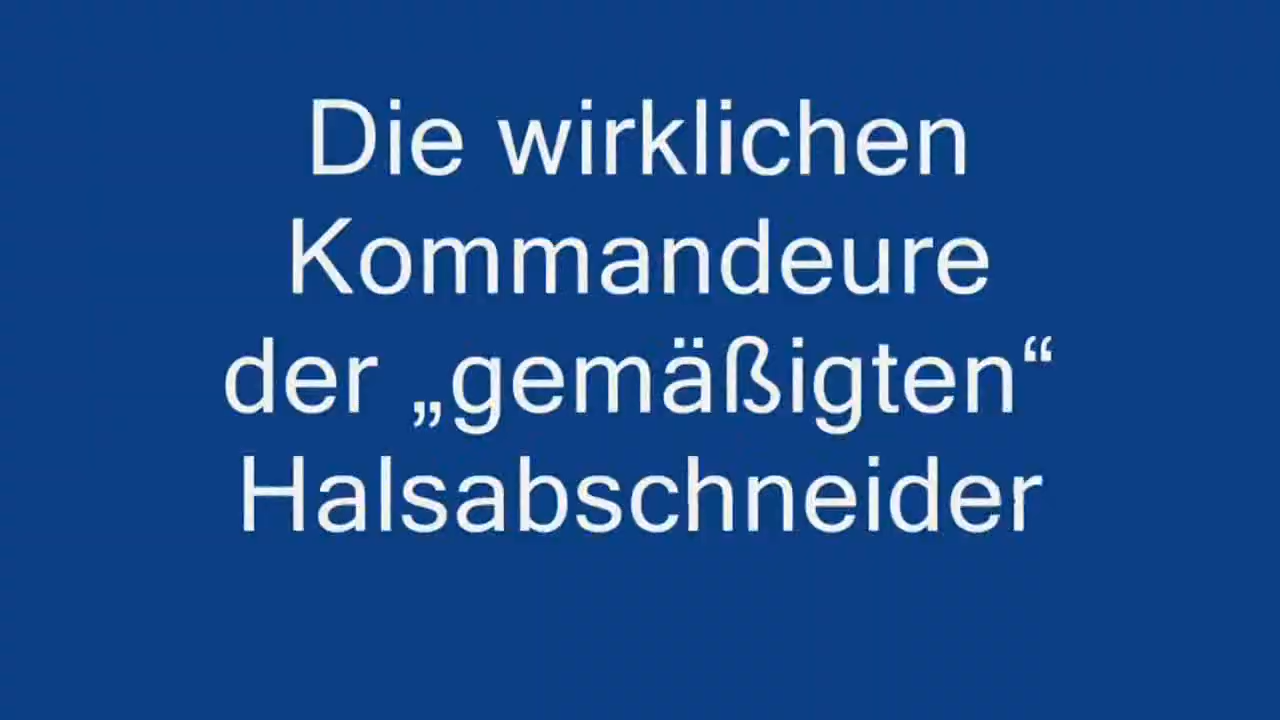 Die wirklichen
Kommandeure
der „gemäßigten“
Halsabschneider